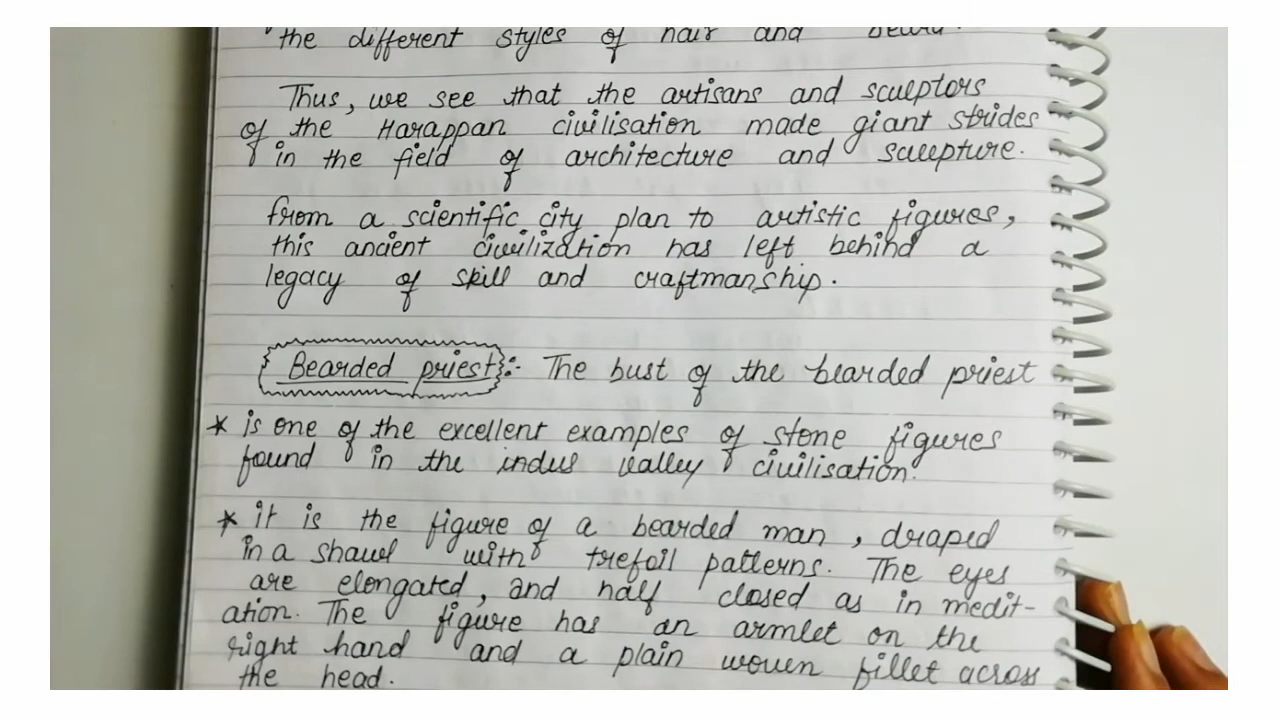 the different styles of hair and beard.
Thus, we see that the artisans and sculptors
of the Harappan civilisation made giant strides
in the field of architecture and sculpture.
from a scientific city plan to artistic figures,
this ancient civilization has left behind a
legacy of skill and craftmanship.
Bearded priest:- The bust of the bearded priest
* is one of the excellent examples of stone figures
found in the indus valley civilisation.
* it is the figure of a bearded man, draped
in a shawl with trefoil patterns. The eyes
are elongated, and half closed as in medit-
ation. The figure has an armlet on the
right hand and a plain woven fillet across
the head.